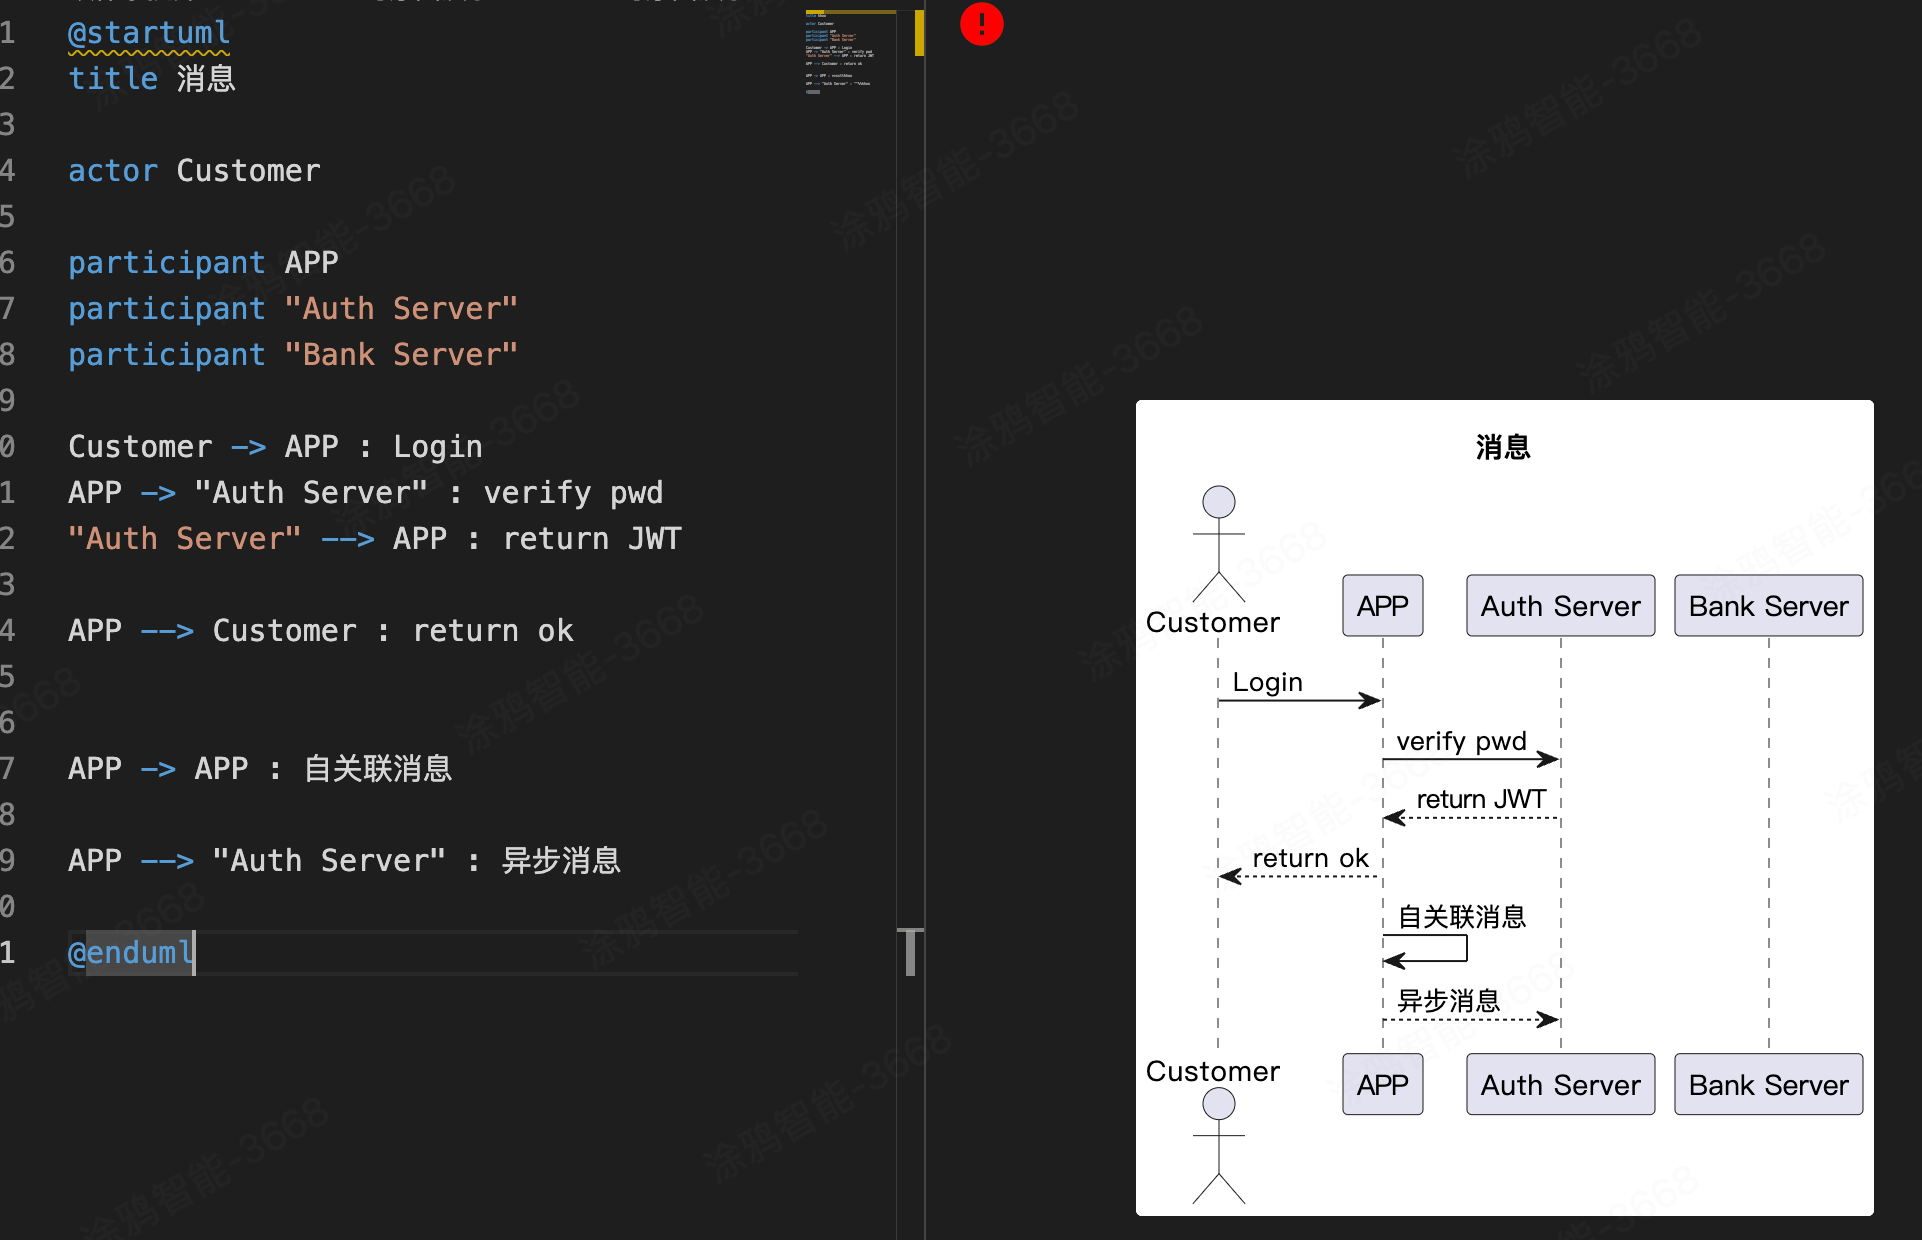 1 @startuml
2 title 消息
3
4 actor Customer
5
6 participant APP
7 participant "Auth Server"
8 participant "Bank Server"
9
0 Customer -> APP : Login
1 APP -> "Auth Server" : verify pwd
2 "Auth Server" --> APP : return JWT
3
4 APP --> Customer : return ok
5
6
7 APP -> APP : 自关联消息
8
9 APP --> "Auth Server" : 异步消息
0
1 @enduml
!
消息
Customer APP Auth Server Bank Server
Login
verify pwd
return JWT
return ok
自关联消息
异步消息
Customer APP Auth Server Bank Server
涂鸦智能-3668